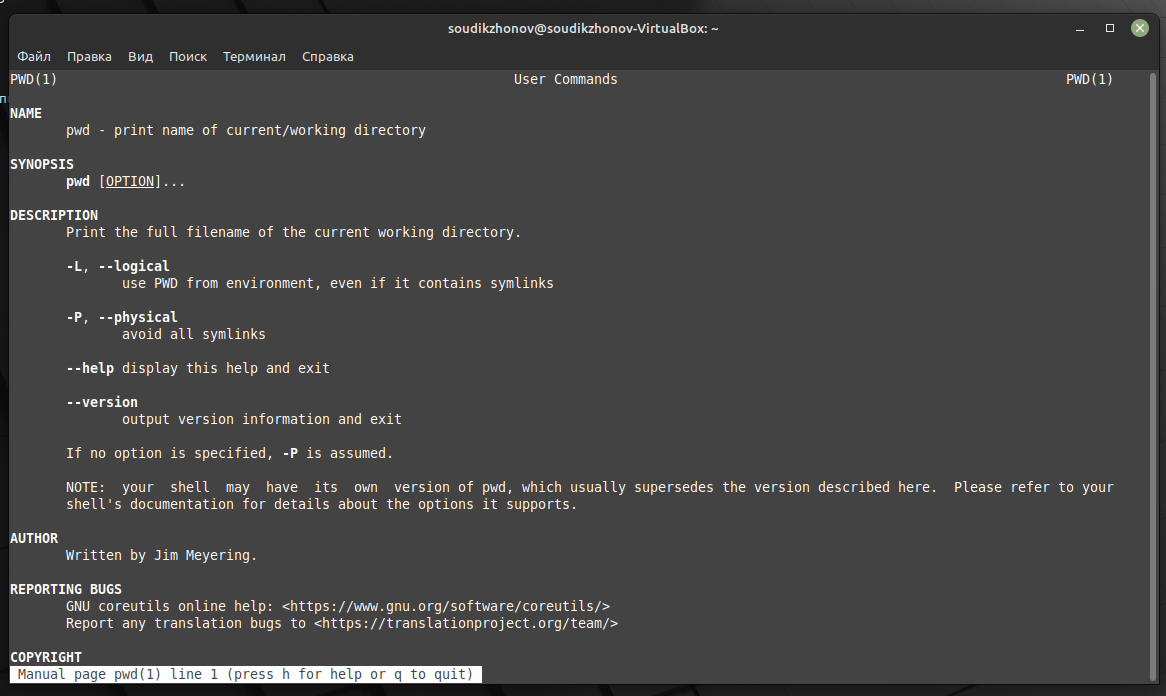 soudikzhonov@soudikzhonov-VirtualBox: ~
Файл Правка Вид Поиск Терминал Справка
PWD(1) User Commands PWD(1)
NAME
pwd - print name of current/working directory
SYNOPSIS
pwd [OPTION]...
DESCRIPTION
Print the full filename of the current working directory.
-L, --logical
use PWD from environment, even if it contains symlinks
-P, --physical
avoid all symlinks
--help display this help and exit
--version
output version information and exit
If no option is specified, -P is assumed.
NOTE: your shell may have its own version of pwd, which usually supersedes the version described here. Please refer to your
shell's documentation for details about the options it supports.
AUTHOR
Written by Jim Meyering.
REPORTING BUGS
GNU coreutils online help: <https://www.gnu.org/software/coreutils/>
Report any translation bugs to <https://translationproject.org/team/>
COPYRIGHT
Manual page pwd(1) line 1 (press h for help or q to quit)